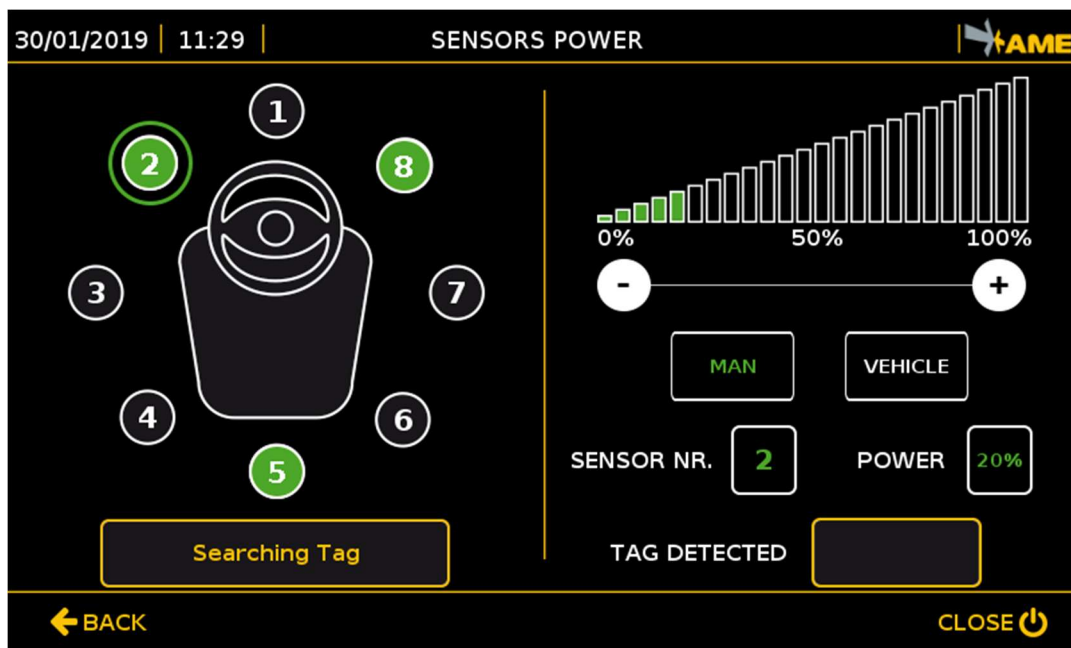 30/01/2019 11:29 SENSORS POWER AME
1
2
8
3
7
4
6
5
Searching Tag
0% 50% 100%
- +
MAN VEHICLE
SENSOR NR. 2 POWER 20%
TAG DETECTED
BACK CLOSE